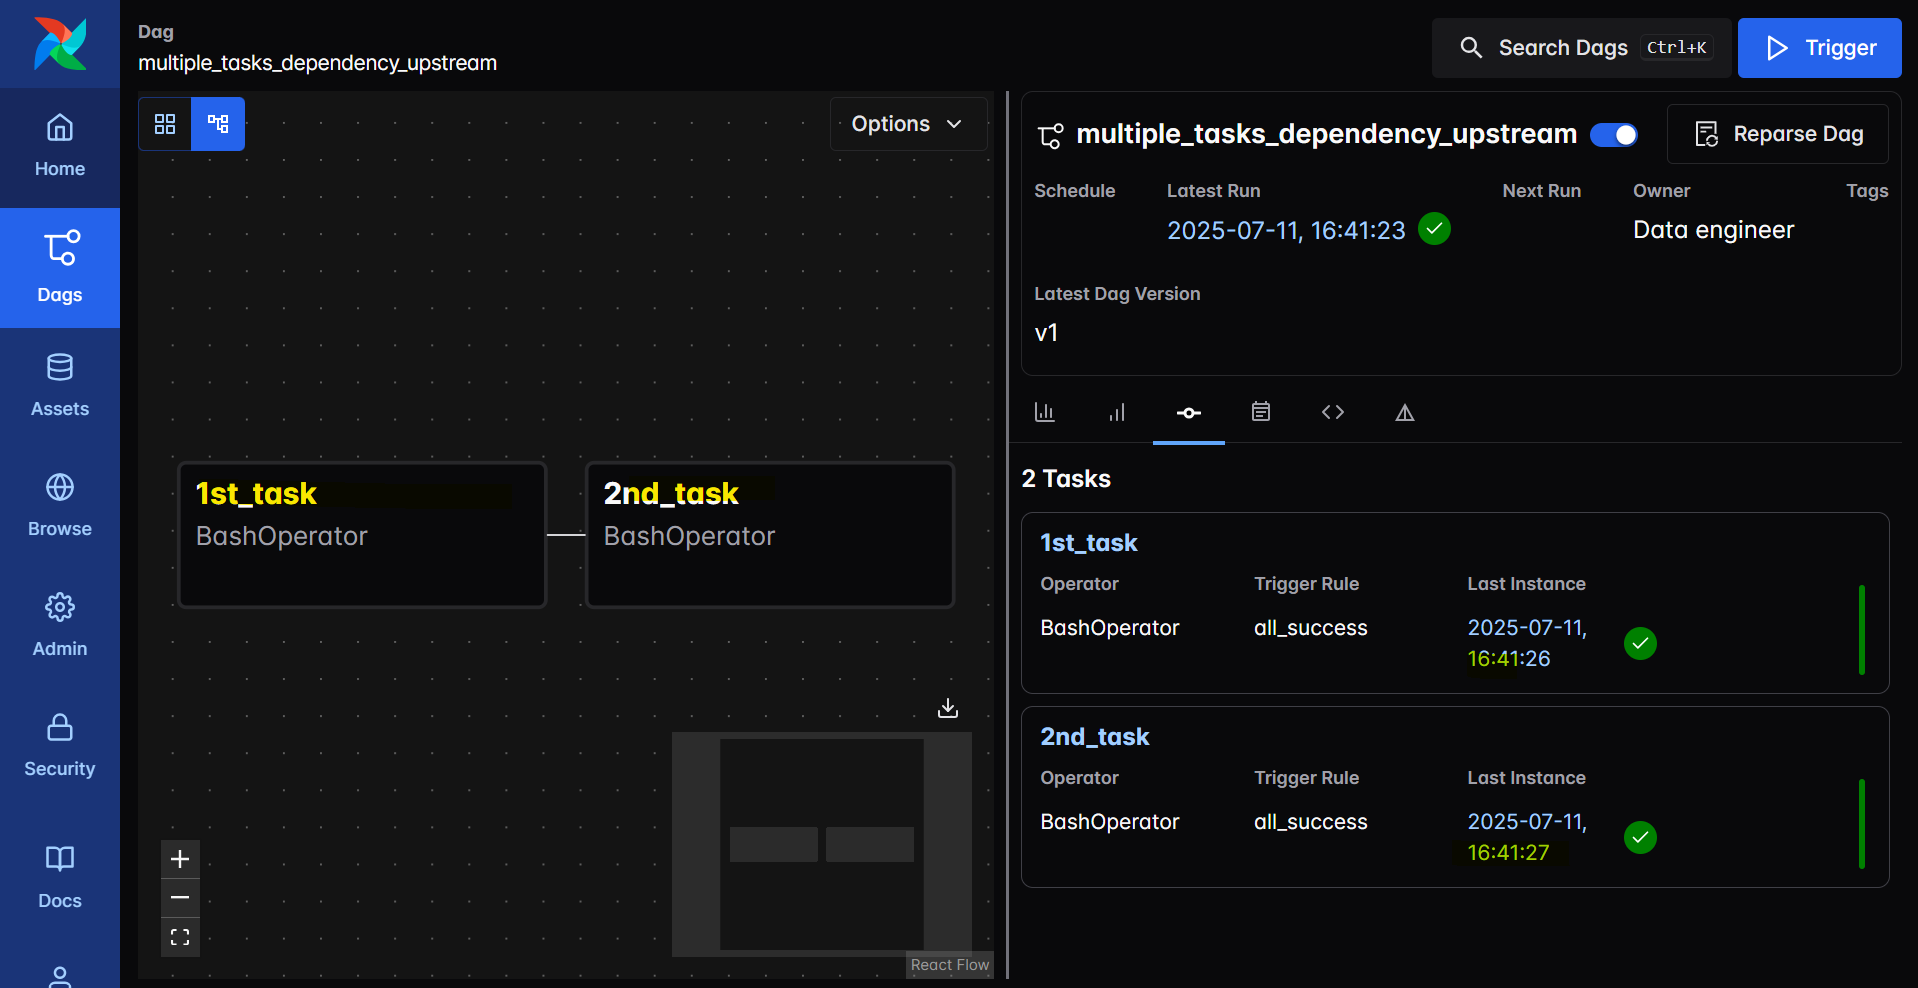 Dag
multiple_tasks_dependency_upstream
Search Dags Ctrl+K
Trigger
Home
Dags
Assets
Browse
Admin
Security
Docs
Options
1st_task
BashOperator
2nd_task
BashOperator
React Flow
multiple_tasks_dependency_upstream
Reparse Dag
Schedule Latest Run Next Run Owner Tags
2025-07-11, 16:41:23 Data engineer
Latest Dag Version
v1
2 Tasks
1st_task
Operator Trigger Rule Last Instance
BashOperator all_success 2025-07-11,
16:41:26
2nd_task
Operator Trigger Rule Last Instance
BashOperator all_success 2025-07-11,
16:41:27